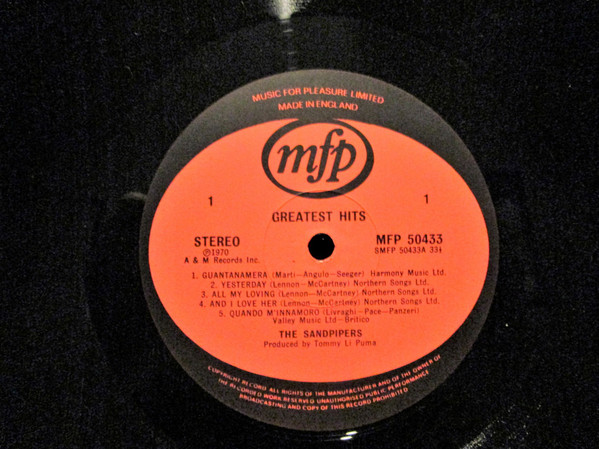 MUSIC FOR PLEASURE LIMITED
MADE IN ENGLAND
mfp
1 1
GREATEST HITS
STEREO MFP 50433
℗1970 SMFP 50433A 33⅓
A & M Records Inc.
1. GUANTANAMERA (Marti—Angulo—Seeger) Harmony Music Ltd.
2. YESTERDAY (Lennon—McCartney) Northern Songs Ltd.
3. ALL MY LOVING (Lennon—McCartney) Northern Songs Ltd.
4. AND I LOVE HER (Lennon—McCartney) Northern Songs Ltd.
5. QUANDO M'INNAMORO (Livraghi—Pace—Panzeri)
Valley Music Ltd—Britico
THE SANDPIPERS
Produced by Tommy Li Puma
COPYRIGHT RECORD ALL RIGHTS OF THE MANUFACTURER AND OF THE OWNER OF
THE RECORDED WORK RESERVED UNAUTHORISED PUBLIC PERFORMANCE
BROADCASTING AND COPY OF THIS RECORD PROHIBITED